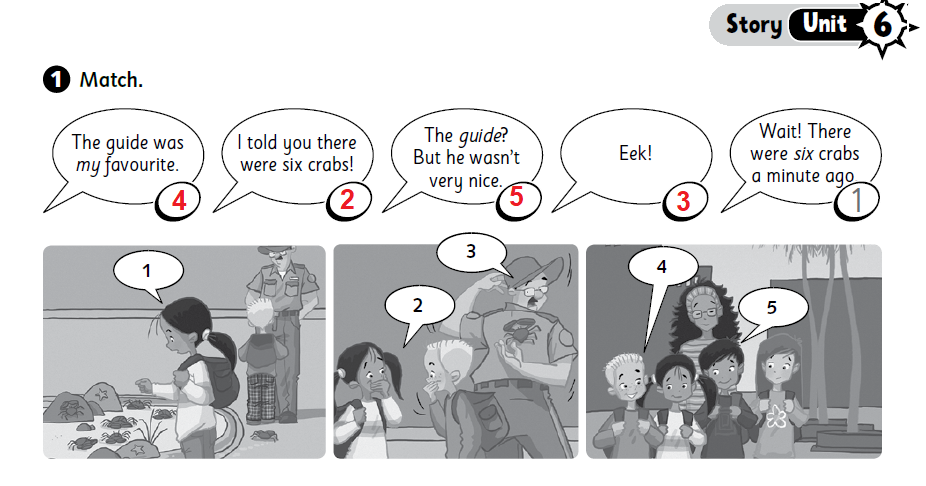 Story Unit 6
1 Match.
The guide was
my favourite.
4
I told you there
were six crabs!
2
The guide?
But he wasn't
very nice.
5
Eek!
3
Wait! There
were six crabs
a minute ago.
1
1
2
3
4
5